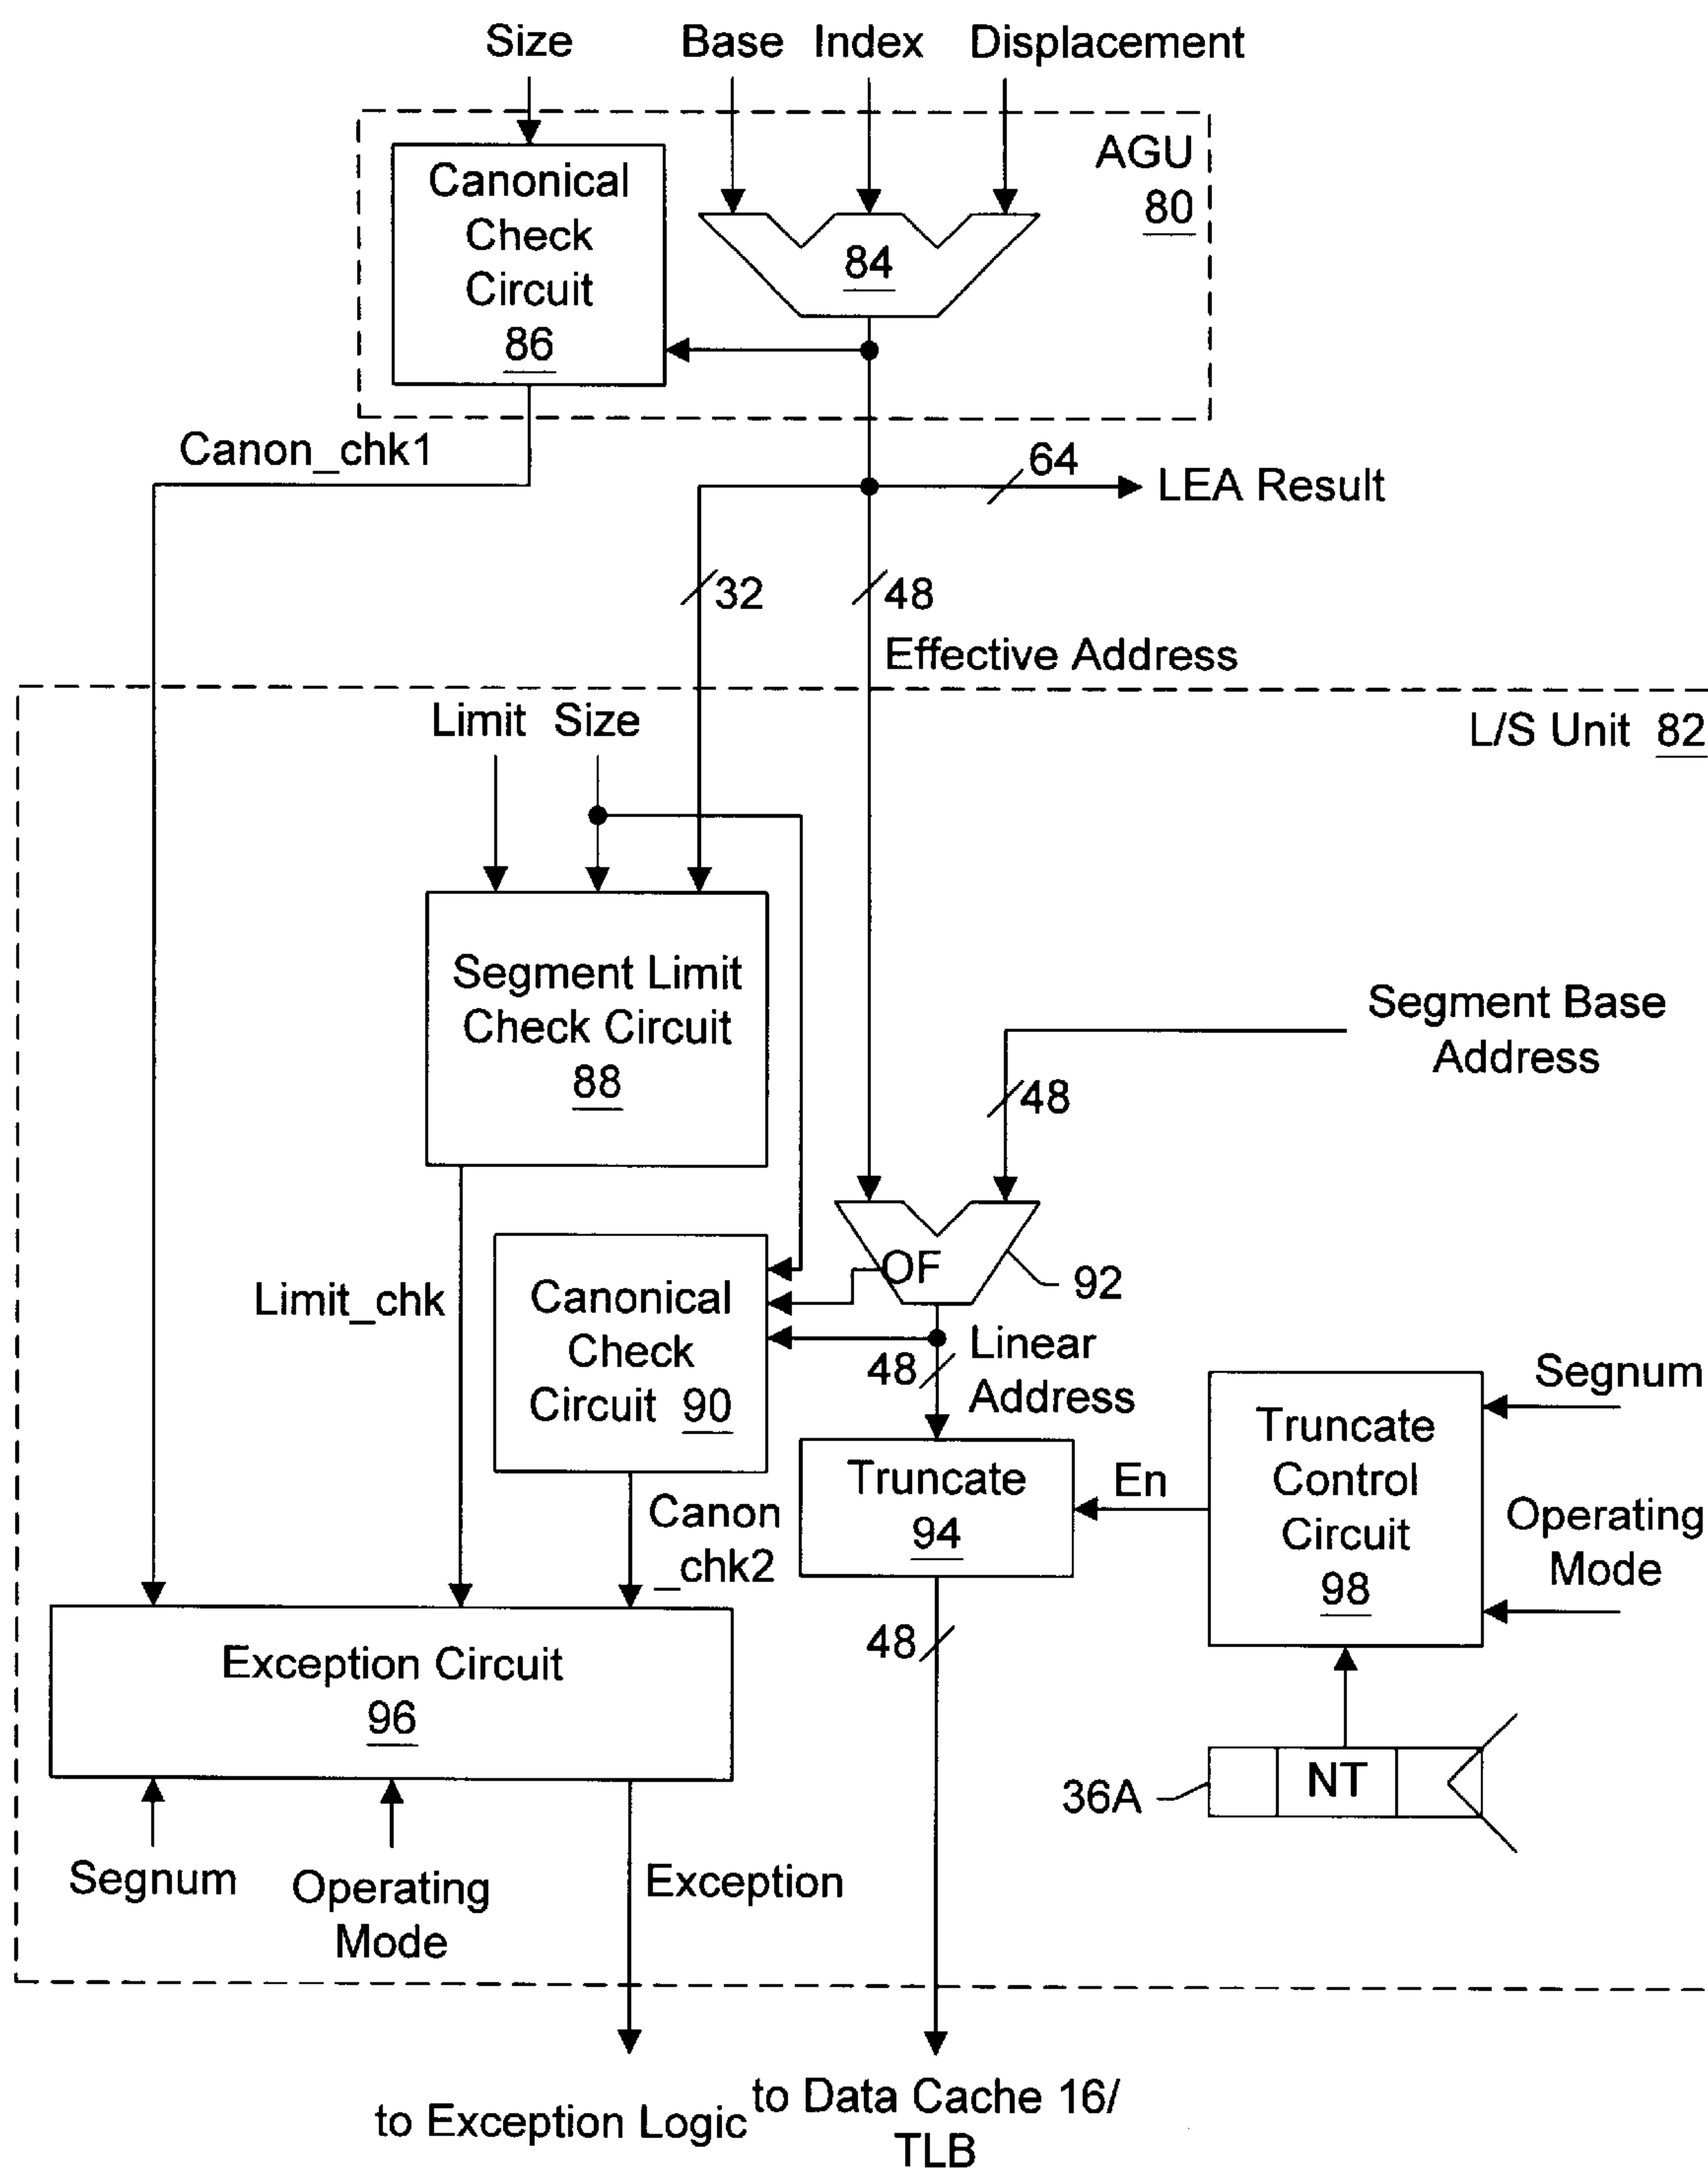 Size Base Index Displacement
AGU
80
Canonical
Check
Circuit
86
84
Canon_chk1
64
LEA Result
32
48
Effective Address
L/S Unit 82
Limit Size
Segment Limit
Check Circuit
88
Segment Base
Address
48
OF
92
Limit_chk
Canonical
Check
Circuit 90
48
Linear
Address
Canon
_chk2
Truncate
94
En
Truncate
Control
Circuit
98
Segnum
Operating
Mode
48
Exception Circuit
96
36A
NT
Segnum
Operating
Mode
Exception
to Exception Logic
to Data Cache 16/
TLB